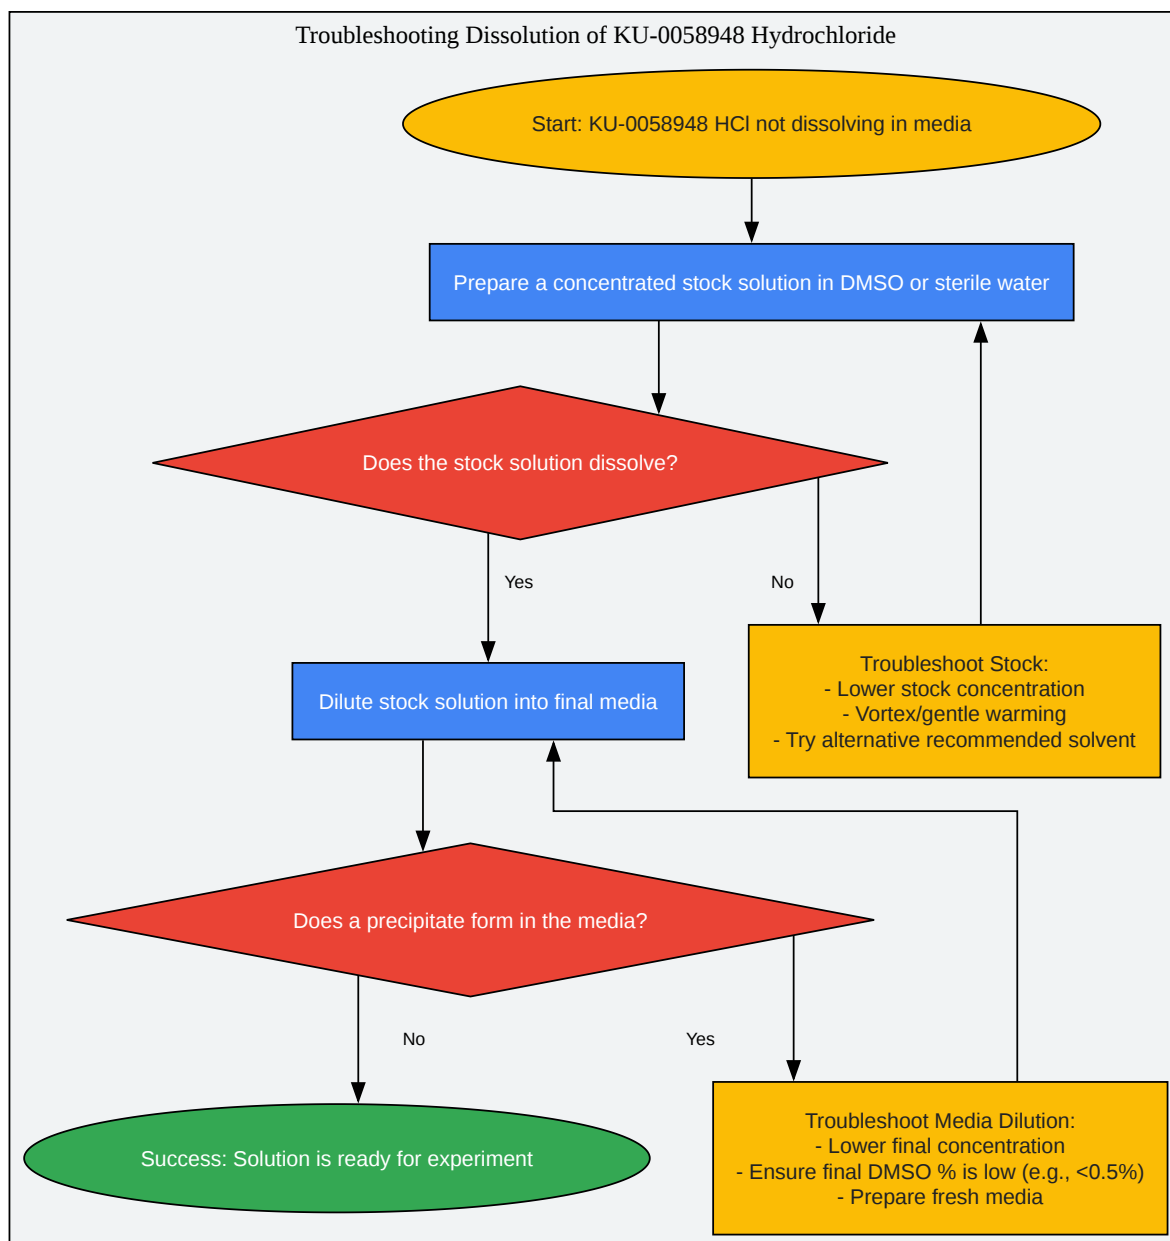 Troubleshooting Dissolution of KU-0058948 Hydrochloride
Start: KU-0058948 HCl not dissolving in media
Prepare a concentrated stock solution in DMSO or sterile water
Does the stock solution dissolve?
Yes
No
Troubleshoot Stock:
- Lower stock concentration
- Vortex/gentle warming
- Try alternative recommended solvent
Dilute stock solution into final media
Does a precipitate form in the media?
No
Yes
Troubleshoot Media Dilution:
- Lower final concentration
- Ensure final DMSO % is low (e.g., <0.5%)
- Prepare fresh media
Success: Solution is ready for experiment